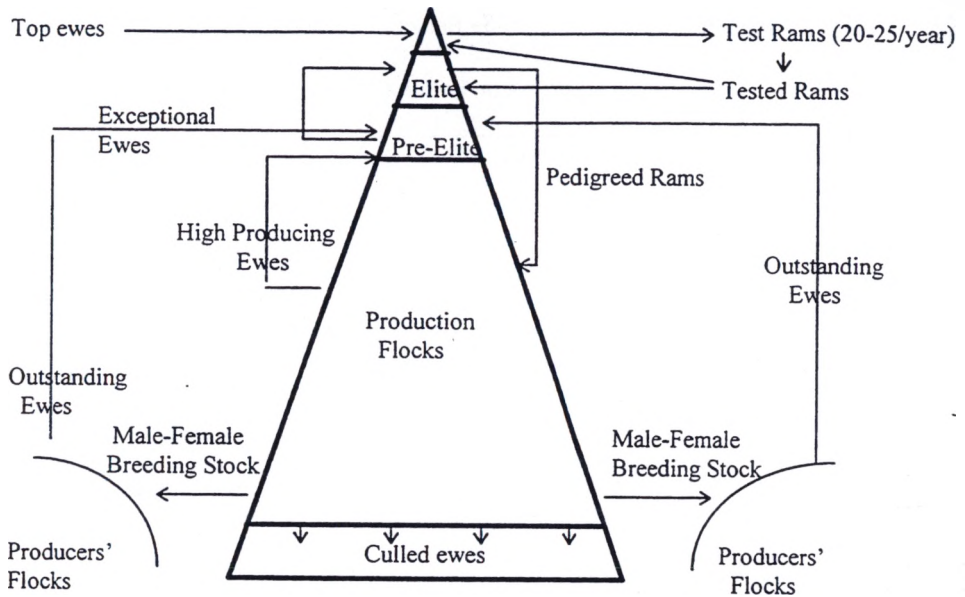 Top ewes
Test Rams (20-25/year)
Elite
Tested Rams
Exceptional
Ewes
Pre-Elite
Pedigreed Rams
High Producing
Ewes
Outstanding
Ewes
Production
Flocks
Outstanding
Ewes
Male-Female
Breeding Stock
Male-Female
Breeding Stock
Culled ewes
Producers'
Flocks
Producers'
Flocks